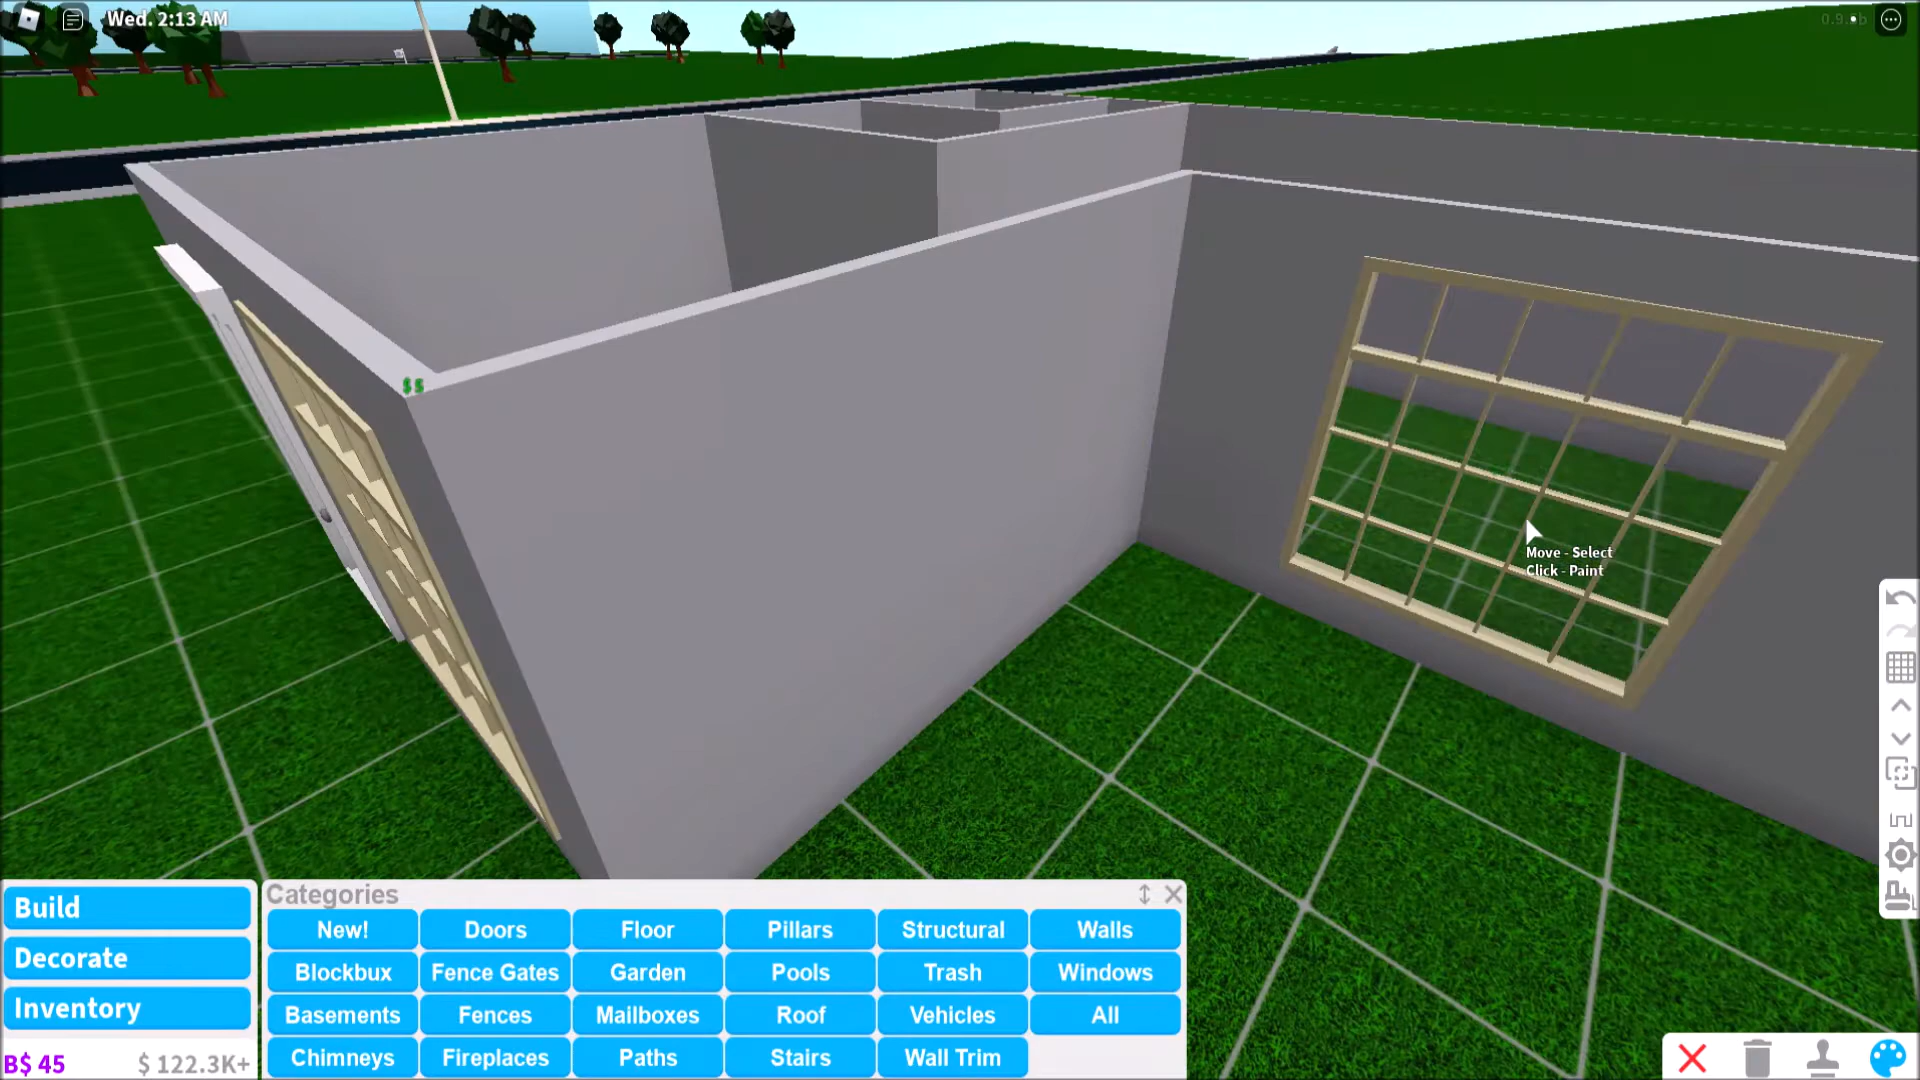 Wed. 2:13 AM
$$
Move - Select
Click - Paint
Build
Decorate
Inventory
B$ 45
$ 122.3K+
Categories
New!
Doors
Floor
Pillars
Structural
Walls
Blockbux
Fence Gates
Garden
Pools
Trash
Windows
Basements
Fences
Mailboxes
Roof
Vehicles
All
Chimneys
Fireplaces
Paths
Stairs
Wall Trim